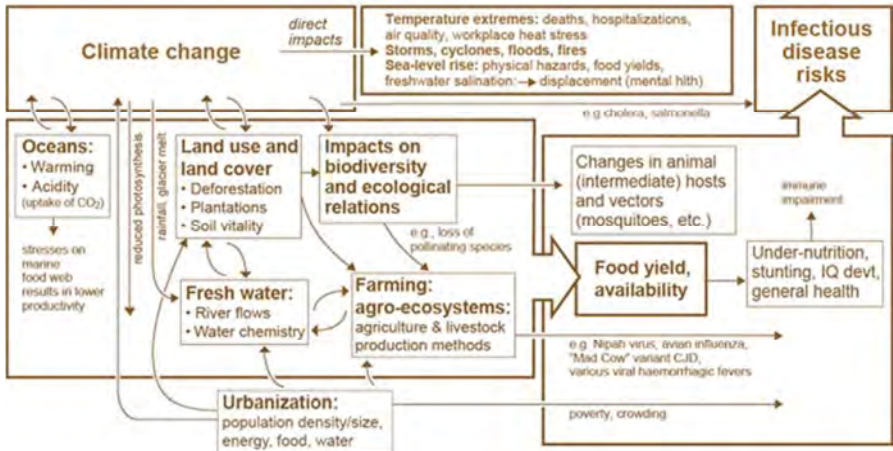 Climate change
direct
impacts
Temperature extremes: deaths, hospitalizations,
air quality, workplace heat stress
Storms, cyclones, floods, fires
Sea-level rise: physical hazards, food yields,
freshwater salination: → displacement (mental hlth)
Infectious
disease
risks
e.g cholera, salmonella
Oceans:
• Warming
• Acidity
(uptake of CO₂)
stresses on
marine
food web
results in lower
productivity
reduced photosynthesis
rainfall, glacier melt
Land use and
land cover
• Deforestation
• Plantations
• Soil vitality
Impacts on
biodiversity
and ecological
relations
e.g., loss of
pollinating species
Changes in animal
(intermediate) hosts
and vectors
(mosquitoes, etc.)
immune
impairment
Fresh water:
• River flows
• Water chemistry
Farming:
agro-ecosystems:
agriculture & livestock
production methods
Food yield,
availability
Under-nutrition,
stunting, IQ devt,
general health
e.g. Nipah virus, avian influenza,
"Mad Cow" variant CJD,
various viral haemorrhagic fevers
Urbanization:
population density/size,
energy, food, water
poverty, crowding